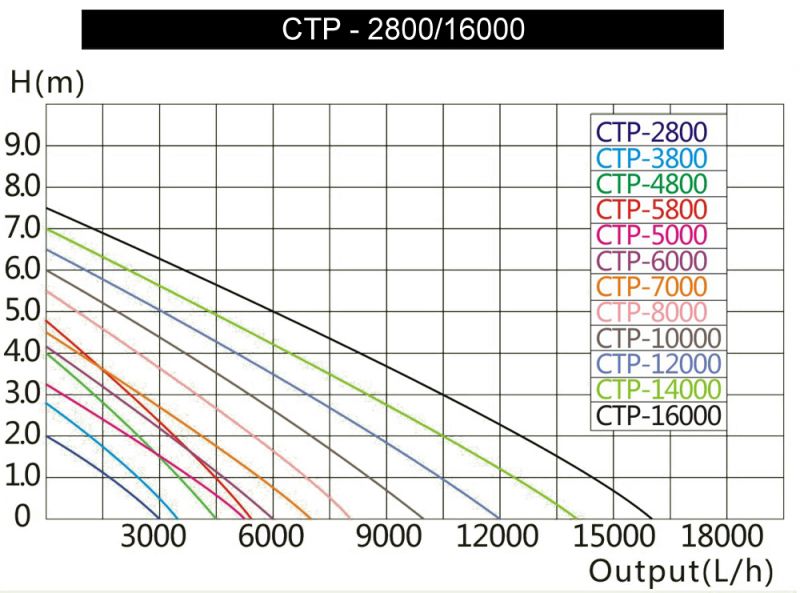 CTP - 2800/16000
H(m)
9.0
8.0
7.0
6.0
5.0
4.0
3.0
2.0
1.0
0
CTP-2800
CTP-3800
CTP-4800
CTP-5800
CTP-5000
CTP-6000
CTP-7000
CTP-8000
CTP-10000
CTP-12000
CTP-14000
CTP-16000
3000 6000 9000 12000 15000 18000
Output(L/h)